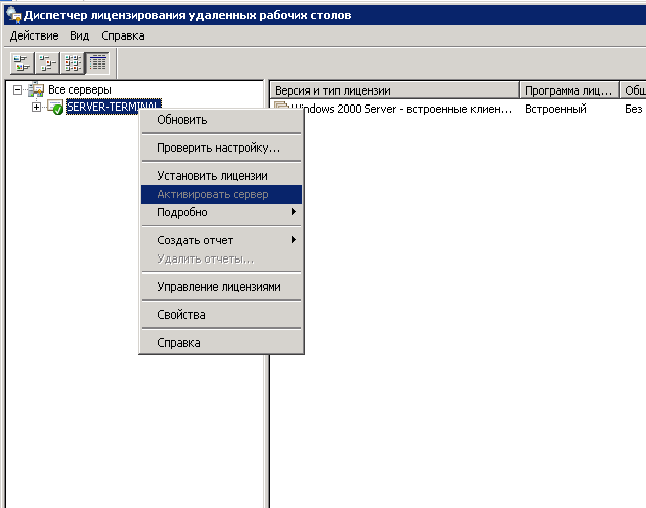 Диспетчер лицензирования удаленных рабочих столов
Действие Вид Справка
Все серверы
SERVER-TERMINAL
Версия и тип лицензии Программа лиц... Общ
Windows 2000 Server - встроенные клиен... Встроенный Без
Обновить
Проверить настройку...
Установить лицензии
Активировать сервер
Подробно
Создать отчет
Удалить отчеты...
Управление лицензиями
Свойства
Справка